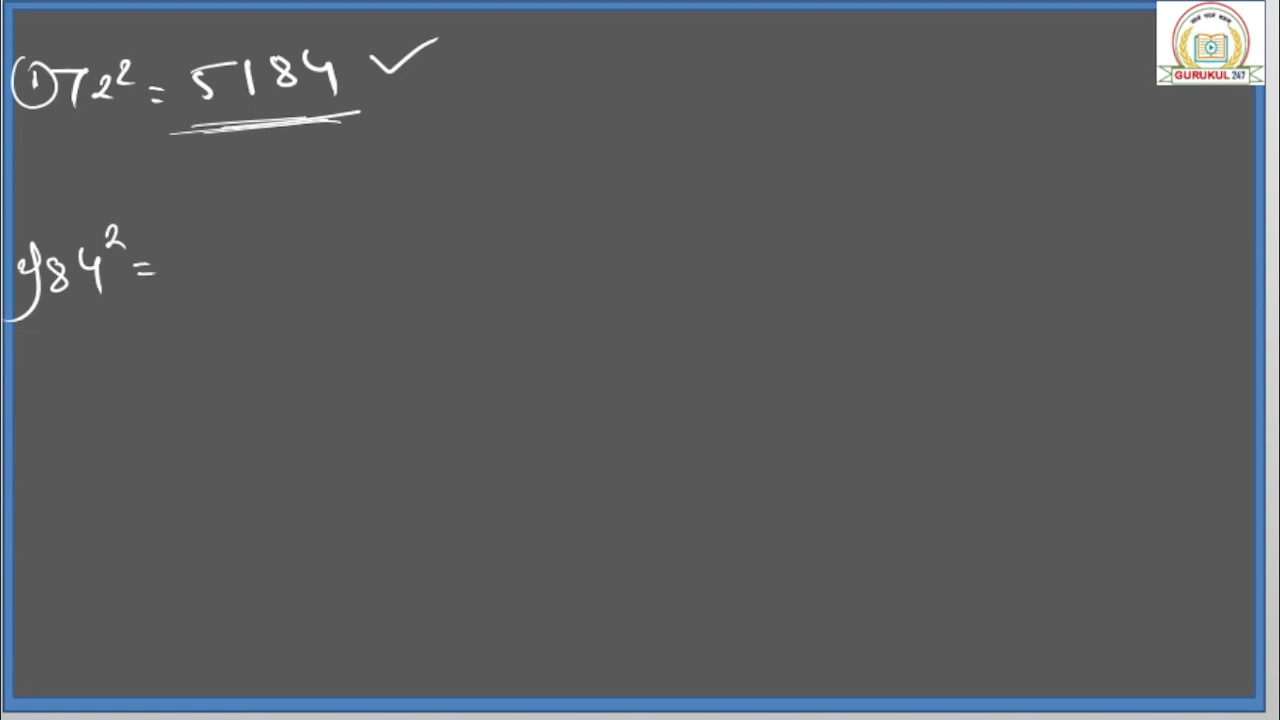 ① 72² = 5184 ✓
84² =
GURUKUL 247